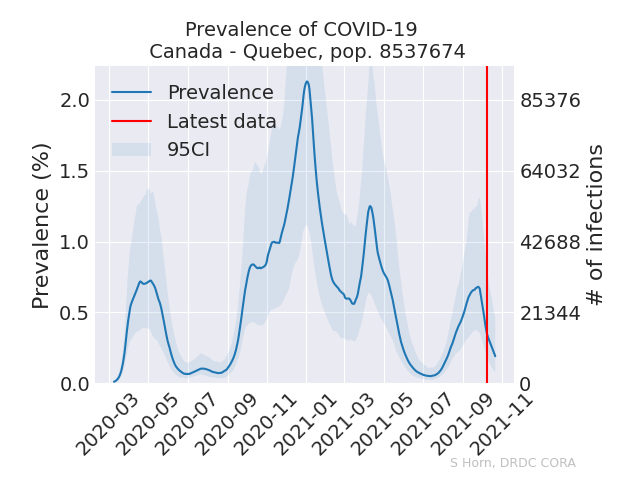 Prevalence of COVID-19
Canada - Quebec, pop. 8537674
Prevalence
Latest data
95CI
Prevalence (%)
2.0
1.5
1.0
0.5
0.0
85376
64032
42688
21344
0
# of infections
2020-03
2020-05
2020-07
2020-09
2020-11
2021-01
2021-03
2021-05
2021-07
2021-09
2021-11
S Horn, DRDC CORA